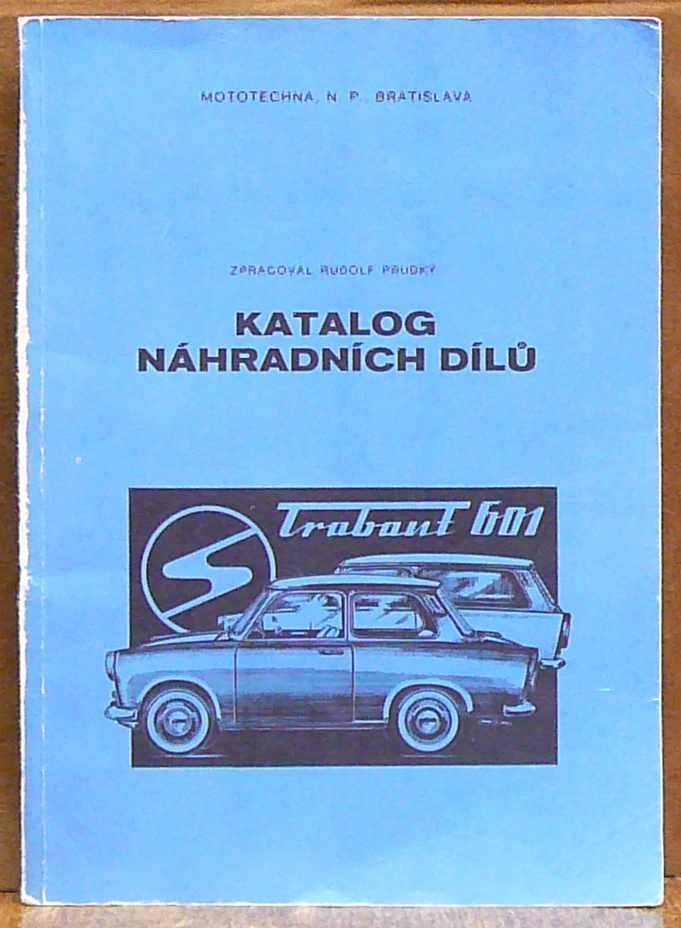 MOTOTECHNA, N. P. BRATISLAVA
ZPRACOVAL RUDOLF PRUDKÝ
KATALOG
NÁHRADNÍCH DÍLŮ
Trabant 601